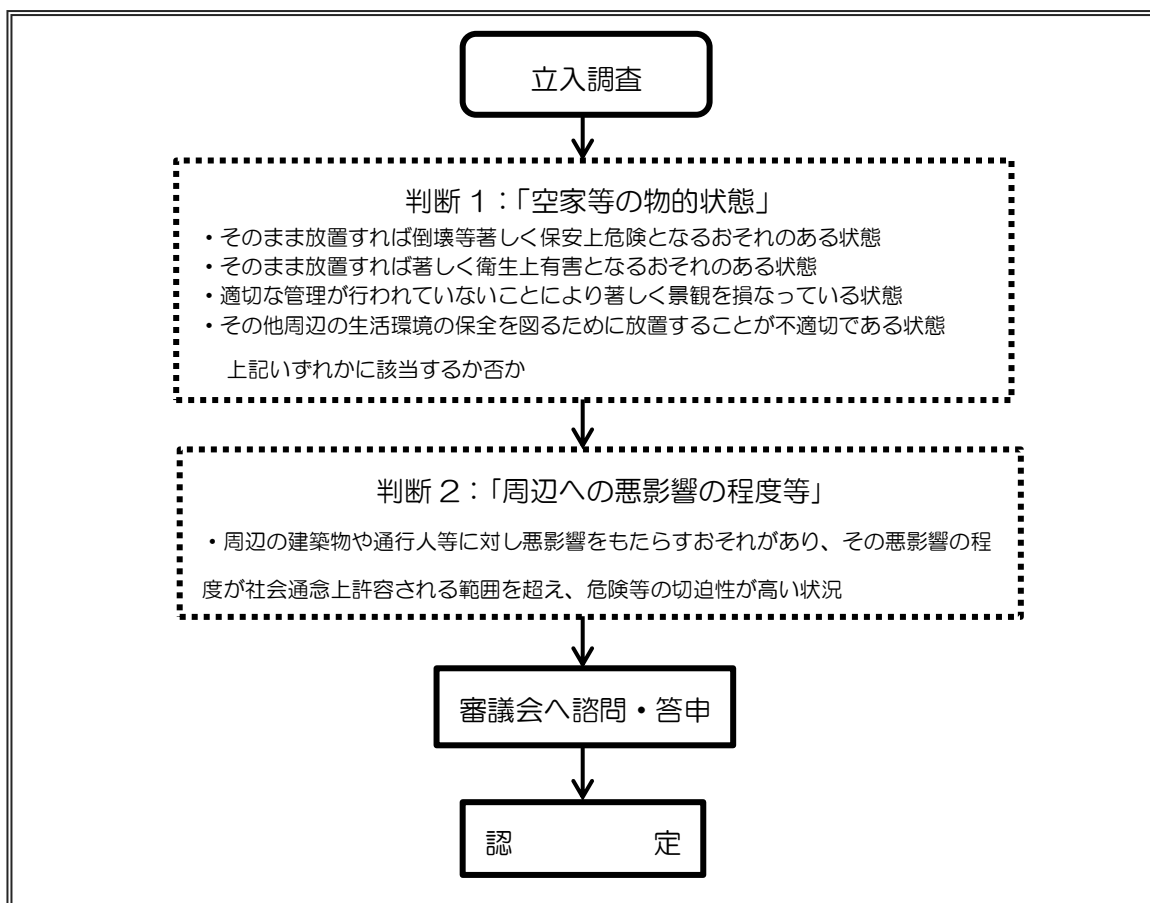 立入調査
判断１：「空家等の物的状態」
・そのまま放置すれば倒壊等著しく保安上危険となるおそれのある状態
・そのまま放置すれば著しく衛生上有害となるおそれのある状態
・適切な管理が行われていないことにより著しく景観を損なっている状態
・その他周辺の生活環境の保全を図るために放置することが不適切である状態
上記いずれかに該当するか否か
判断２：「周辺への悪影響の程度等」
・周辺の建築物や通行人等に対し悪影響をもたらすおそれがあり、その悪影響の程
度が社会通念上許容される範囲を超え、危険等の切迫性が高い状況
審議会へ諮問・答申
認　　　　　定